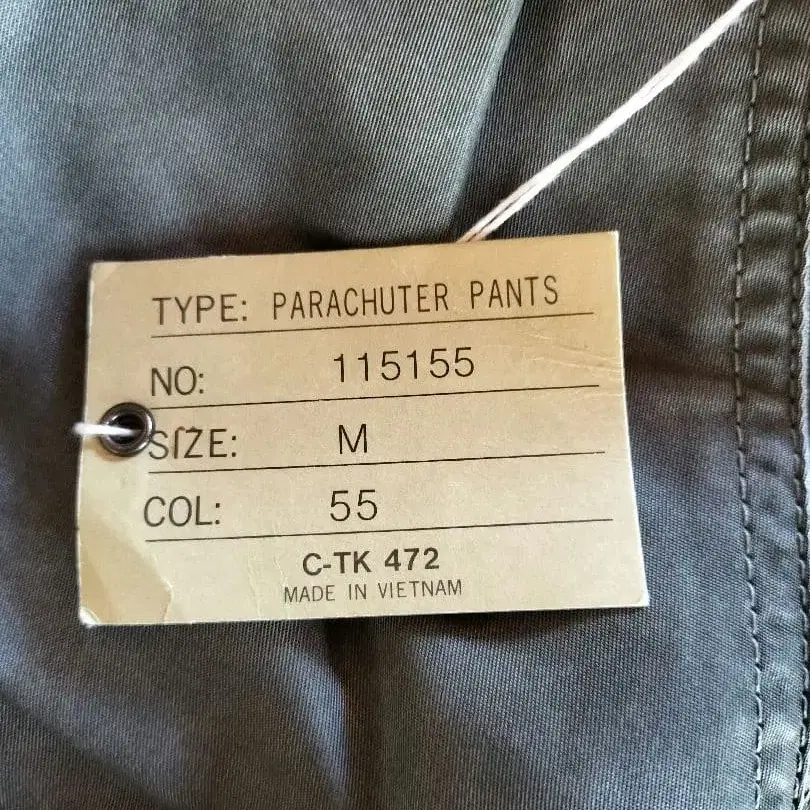 TYPE: PARACHUTER PANTS
NO: 115155
SIZE: M
COL: 55
C-TK 472
MADE IN VIETNAM